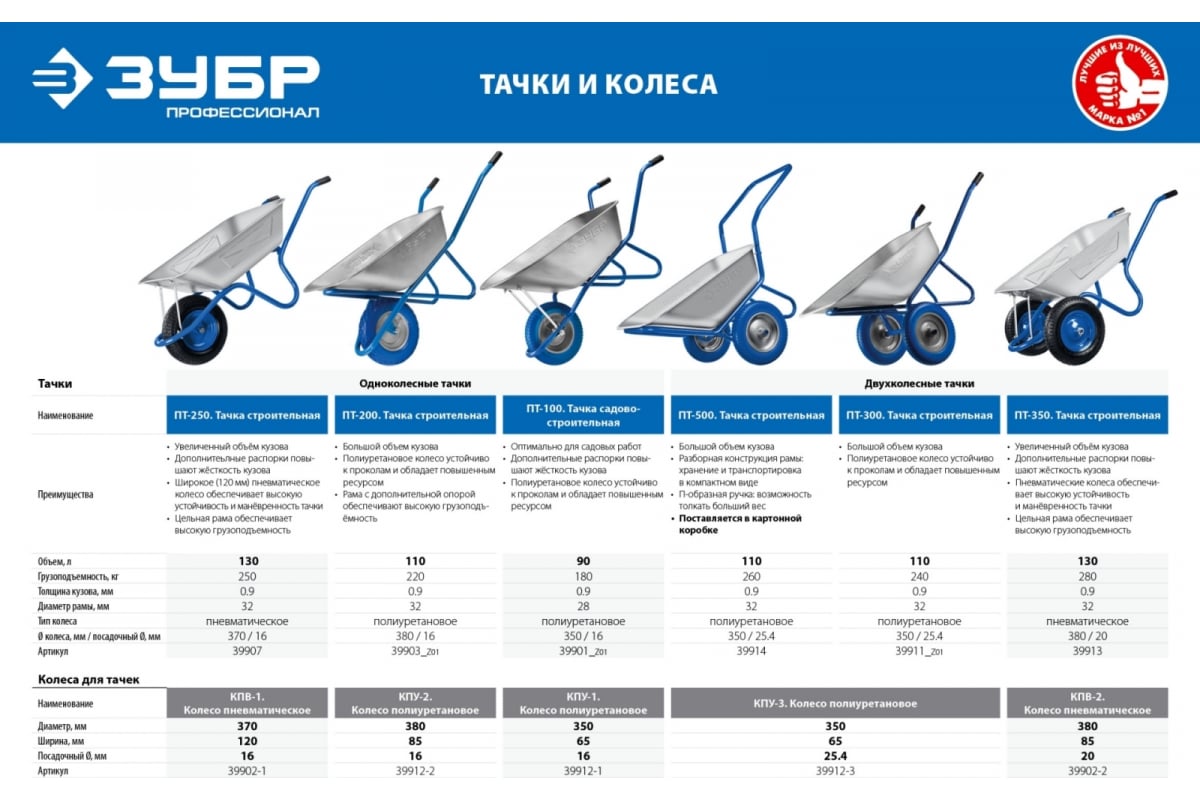 ЗУБР
ПРОФЕССИОНАЛ
ТАЧКИ И КОЛЕСА
ЛУЧШИЕ ИЗ ЛУЧШИХ
МАРКА №1
ЗУБР
ЗУБР
Тачки
Одноколесные тачки
Двухколесные тачки
Наименование
ПТ-250. Тачка строительная
ПТ-200. Тачка строительная
ПТ-100. Тачка садово-
строительная
ПТ-500. Тачка строительная
ПТ-300. Тачка строительная
ПТ-350. Тачка строительная
Преимущества
• Увеличенный объём кузова
• Дополнительные распорки повы-
шают жёсткость кузова
• Широкое (120 мм) пневматическое
колесо обеспечивает высокую
устойчивость и манёвренность тачки
• Цельная рама обеспечивает
высокую грузоподъемность
• Большой объем кузова
• Полиуретановое колесо устойчиво
к проколам и обладает повышенным
ресурсом
• Рама с дополнительной опорой
обеспечивают высокую грузоподъ-
ёмность
• Оптимально для садовых работ
• Дополнительные распорки повы-
шают жёсткость кузова
• Полиуретановое колесо устойчиво
к проколам и обладает повышенным
ресурсом
• Большой объем кузова
• Разборная конструкция рамы:
хранение и транспортировка
в компактном виде
• П-образная ручка: возможность
толкать больший вес
• Поставляется в картонной
коробке
• Большой объем кузова
• Полиуретановое колесо устойчиво
к проколам и обладает повышенным
ресурсом
• Увеличенный объём кузова
• Дополнительные распорки повы-
шают жёсткость кузова
• Пневматические колеса обеспечи-
вает высокую устойчивость
и манёвренность тачки
• Цельная рама обеспечивает
высокую грузоподъемность
Объем, л 130 110 90 110 110 130
Грузоподъемность, кг 250 220 180 260 240 280
Толщина кузова, мм 0.9 0.9 0.9 0.9 0.9 0.9
Диаметр рамы, мм 32 32 28 32 32 32
Тип колеса пневматическое полиуретановое полиуретановое полиуретановое полиуретановое пневматическое
Ø колеса, мм / посадочный Ø, мм 370 / 16 380 / 16 350 / 16 350 / 25.4 350 / 25.4 380 / 20
Артикул 39907 39903_Z01 39901_Z01 39914 39911_Z01 39913
Колеса для тачек
Наименование
КПВ-1.
Колесо пневматическое
КПУ-2.
Колесо полиуретановое
КПУ-1.
Колесо полиуретановое
КПУ-3. Колесо полиуретановое
КПВ-2.
Колесо пневматическое
Диаметр, мм 370 380 350 350 380
Ширина, мм 120 85 65 65 85
Посадочный Ø, мм 16 16 16 25.4 20
Артикул 39902-1 39912-2 39912-1 39912-3 39902-2